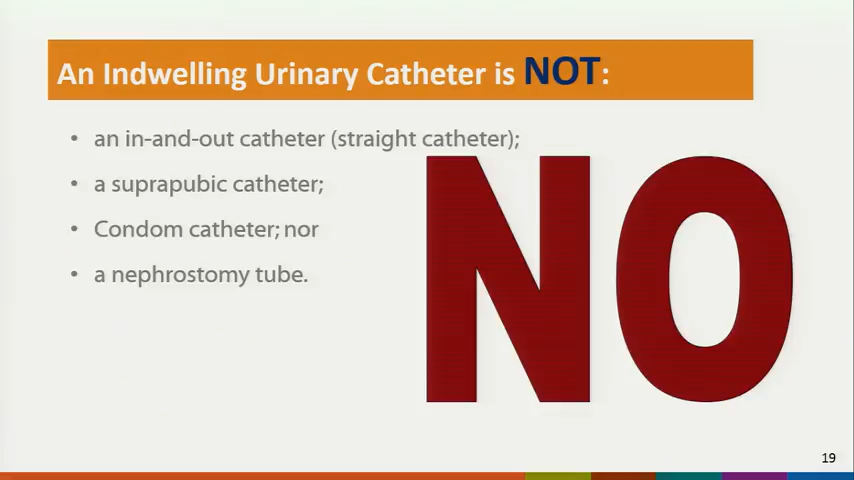 An Indwelling Urinary Catheter is NOT:
• an in-and-out catheter (straight catheter);
• a suprapubic catheter;
• Condom catheter; nor
• a nephrostomy tube.
NO
19